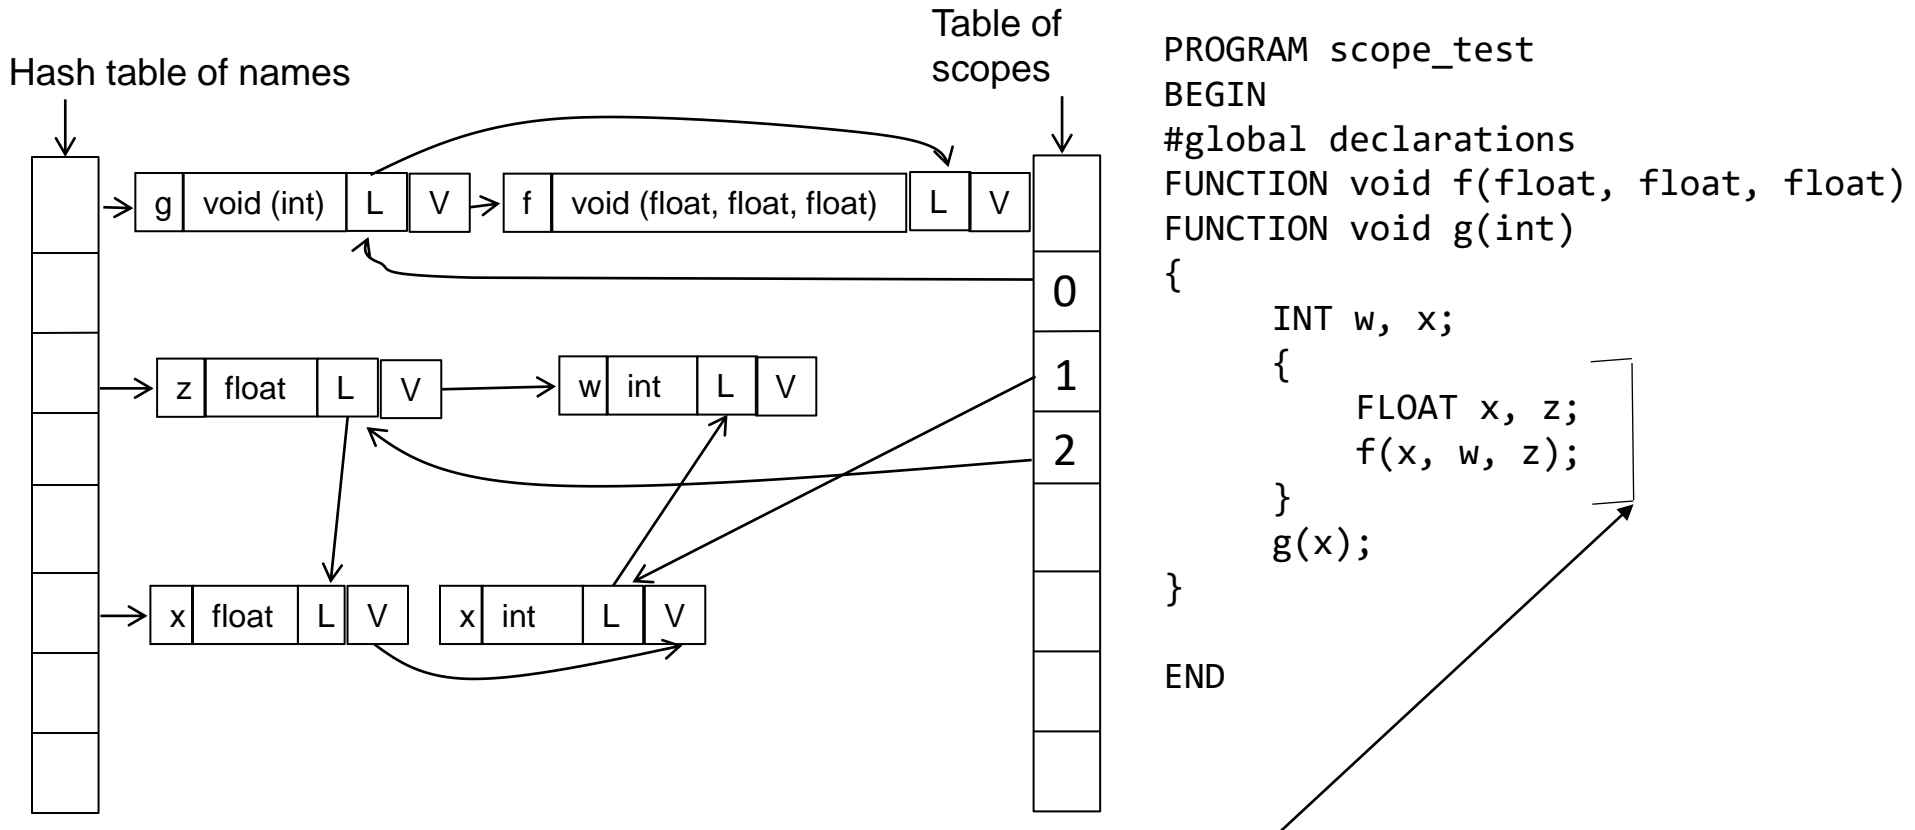 Hash table of names
Table of
scopes
g void (int) L V f void (float, float, float) L V
0
z float L V w int L V
1
2
x float L V x int L V
PROGRAM scope_test
BEGIN
#global declarations
FUNCTION void f(float, float, float)
FUNCTION void g(int)
{
INT w, x;
{
FLOAT x, z;
f(x, w, z);
}
g(x);
}
END